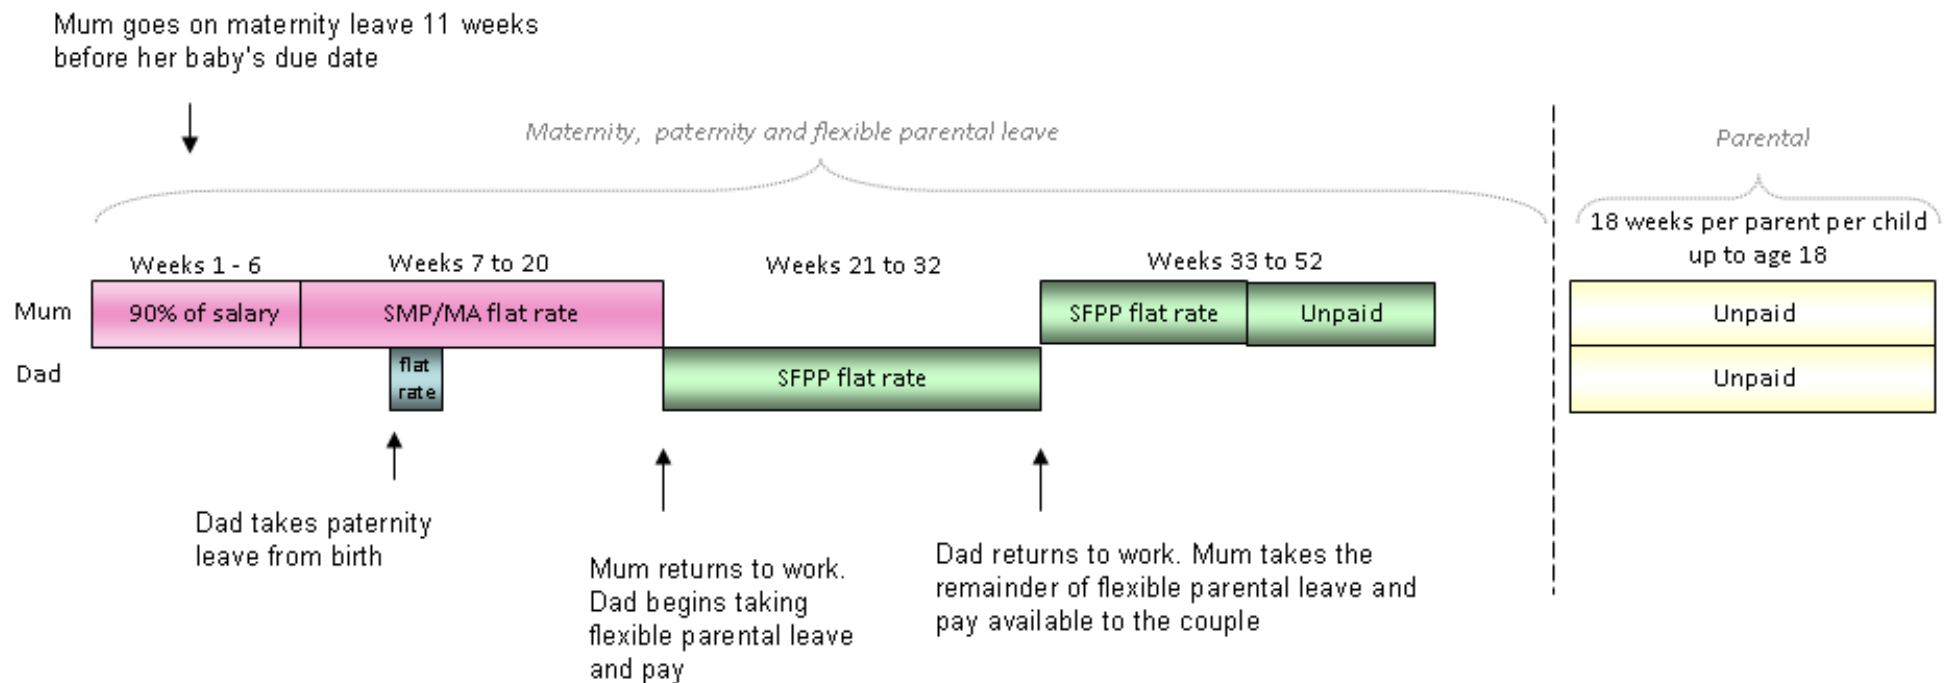 Mum goes on maternity leave 11 weeks
before her baby's due date
Maternity, paternity and flexible parental leave
Parental
18 weeks per parent per child
up to age 18
Weeks 1 - 6
Weeks 7 to 20
Weeks 21 to 32
Weeks 33 to 52
Mum
90% of salary
SMP/MA flat rate
SFPP flat rate
Unpaid
Unpaid
Dad
flat
rate
SFPP flat rate
Unpaid
Dad takes paternity
leave from birth
Mum returns to work.
Dad begins taking
flexible parental leave
and pay
Dad returns to work. Mum takes the
remainder of flexible parental leave and
pay available to the couple